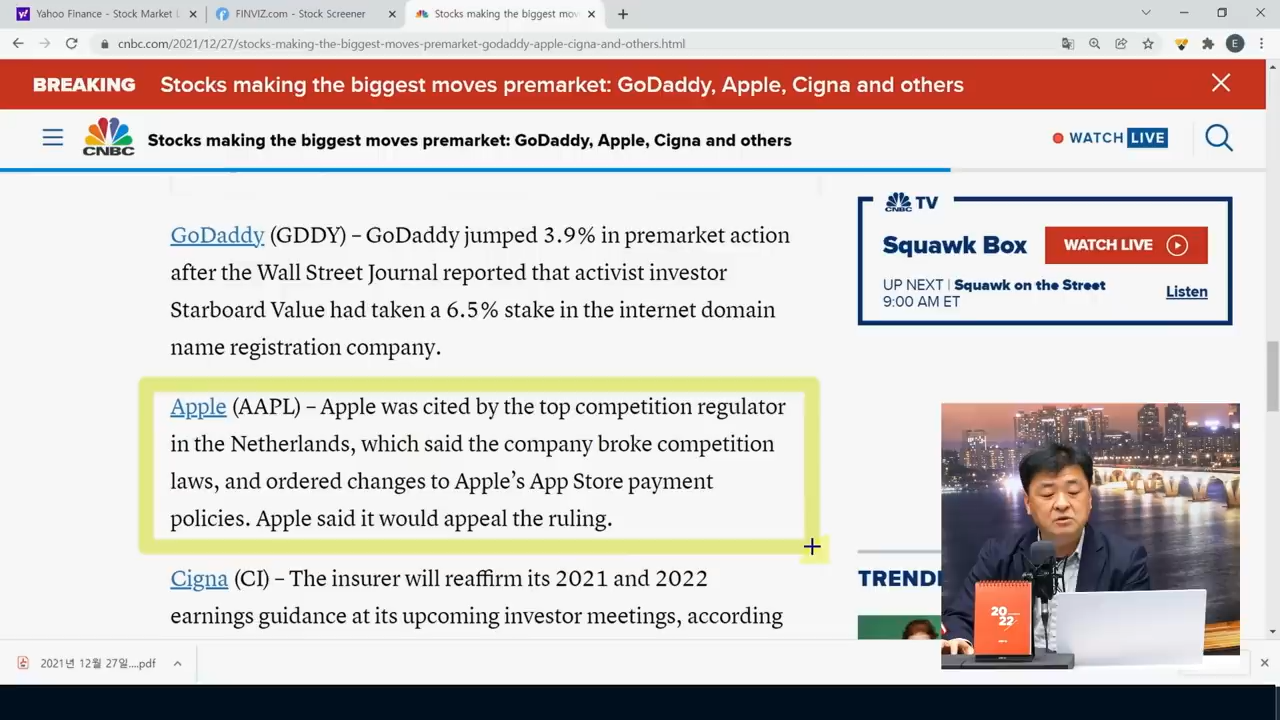 Yahoo Finance - Stock Market L
FINVIZ.com - Stock Screener
Stocks making the biggest mov
cnbc.com/2021/12/27/stocks-making-the-biggest-moves-premarket-godaddy-apple-cigna-and-others.html
E
BREAKING Stocks making the biggest moves premarket: GoDaddy, Apple, Cigna and others
CNBC
Stocks making the biggest moves premarket: GoDaddy, Apple, Cigna and others
WATCH LIVE
GoDaddy (GDDY) – GoDaddy jumped 3.9% in premarket action
after the Wall Street Journal reported that activist investor
Starboard Value had taken a 6.5% stake in the internet domain
name registration company.
Apple (AAPL) – Apple was cited by the top competition regulator
in the Netherlands, which said the company broke competition
laws, and ordered changes to Apple’s App Store payment
policies. Apple said it would appeal the ruling.
Cigna (CI) – The insurer will reaffirm its 2021 and 2022
earnings guidance at its upcoming investor meetings, according
CNBC TV
Squawk Box
WATCH LIVE
UP NEXT | Squawk on the Street
9:00 AM ET
Listen
TRENDI
20
22
2021년 12월 27일....pdf